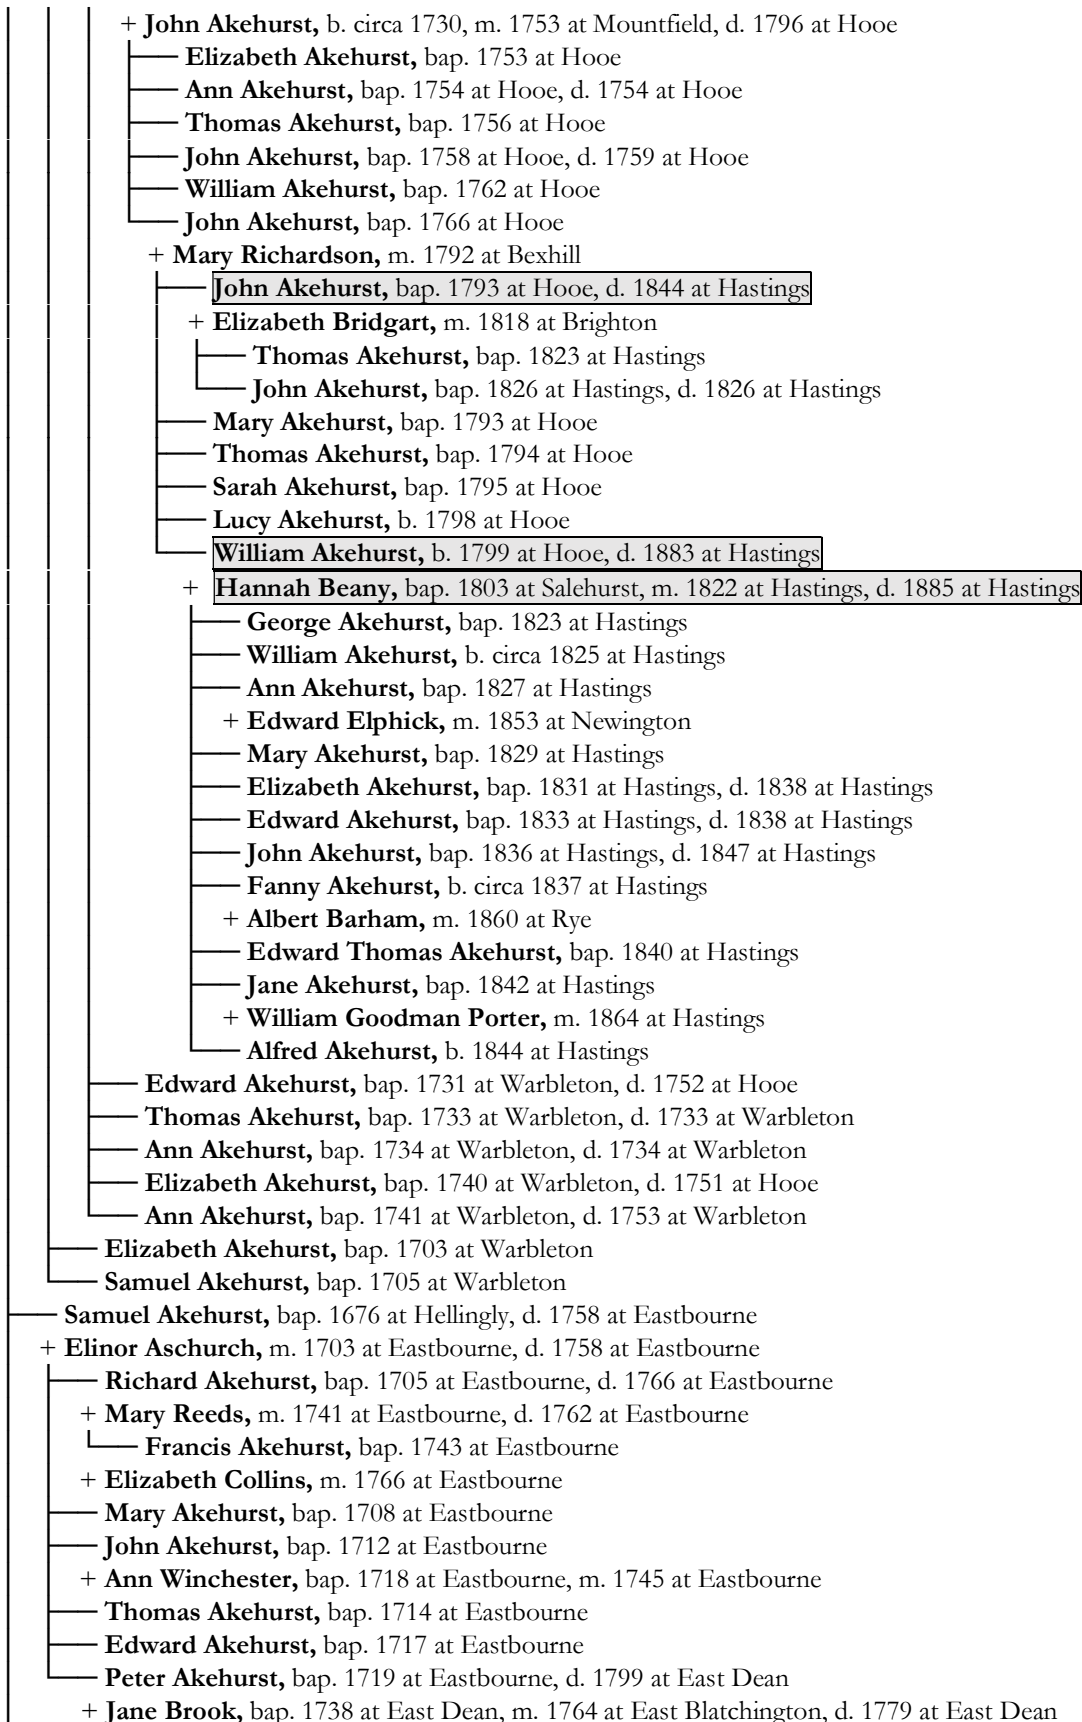 + John Akehurst, b. circa 1730, m. 1753 at Mountfield, d. 1796 at Hooe
Elizabeth Akehurst, bap. 1753 at Hooe
Ann Akehurst, bap. 1754 at Hooe, d. 1754 at Hooe
Thomas Akehurst, bap. 1756 at Hooe
John Akehurst, bap. 1758 at Hooe, d. 1759 at Hooe
William Akehurst, bap. 1762 at Hooe
John Akehurst, bap. 1766 at Hooe
+ Mary Richardson, m. 1792 at Bexhill
John Akehurst, bap. 1793 at Hooe, d. 1844 at Hastings
+ Elizabeth Bridgart, m. 1818 at Brighton
Thomas Akehurst, bap. 1823 at Hastings
John Akehurst, bap. 1826 at Hastings, d. 1826 at Hastings
Mary Akehurst, bap. 1793 at Hooe
Thomas Akehurst, bap. 1794 at Hooe
Sarah Akehurst, bap. 1795 at Hooe
Lucy Akehurst, b. 1798 at Hooe
William Akehurst, b. 1799 at Hooe, d. 1883 at Hastings
+ Hannah Beany, bap. 1803 at Salehurst, m. 1822 at Hastings, d. 1885 at Hastings
George Akehurst, bap. 1823 at Hastings
William Akehurst, b. circa 1825 at Hastings
Ann Akehurst, bap. 1827 at Hastings
+ Edward Elphick, m. 1853 at Newington
Mary Akehurst, bap. 1829 at Hastings
Elizabeth Akehurst, bap. 1831 at Hastings, d. 1838 at Hastings
Edward Akehurst, bap. 1833 at Hastings, d. 1838 at Hastings
John Akehurst, bap. 1836 at Hastings, d. 1847 at Hastings
Fanny Akehurst, b. circa 1837 at Hastings
+ Albert Barham, m. 1860 at Rye
Edward Thomas Akehurst, bap. 1840 at Hastings
Jane Akehurst, bap. 1842 at Hastings
+ William Goodman Porter, m. 1864 at Hastings
Alfred Akehurst, b. 1844 at Hastings
Edward Akehurst, bap. 1731 at Warbleton, d. 1752 at Hooe
Thomas Akehurst, bap. 1733 at Warbleton, d. 1733 at Warbleton
Ann Akehurst, bap. 1734 at Warbleton, d. 1734 at Warbleton
Elizabeth Akehurst, bap. 1740 at Warbleton, d. 1751 at Hooe
Ann Akehurst, bap. 1741 at Warbleton, d. 1753 at Warbleton
Elizabeth Akehurst, bap. 1703 at Warbleton
Samuel Akehurst, bap. 1705 at Warbleton
Samuel Akehurst, bap. 1676 at Hellingly, d. 1758 at Eastbourne
+ Elinor Aschurch, m. 1703 at Eastbourne, d. 1758 at Eastbourne
Richard Akehurst, bap. 1705 at Eastbourne, d. 1766 at Eastbourne
+ Mary Reeds, m. 1741 at Eastbourne, d. 1762 at Eastbourne
Francis Akehurst, bap. 1743 at Eastbourne
+ Elizabeth Collins, m. 1766 at Eastbourne
Mary Akehurst, bap. 1708 at Eastbourne
John Akehurst, bap. 1712 at Eastbourne
+ Ann Winchester, bap. 1718 at Eastbourne, m. 1745 at Eastbourne
Thomas Akehurst, bap. 1714 at Eastbourne
Edward Akehurst, bap. 1717 at Eastbourne
Peter Akehurst, bap. 1719 at Eastbourne, d. 1799 at East Dean
+ Jane Brook, bap. 1738 at East Dean, m. 1764 at East Blatchington, d. 1779 at East Dean